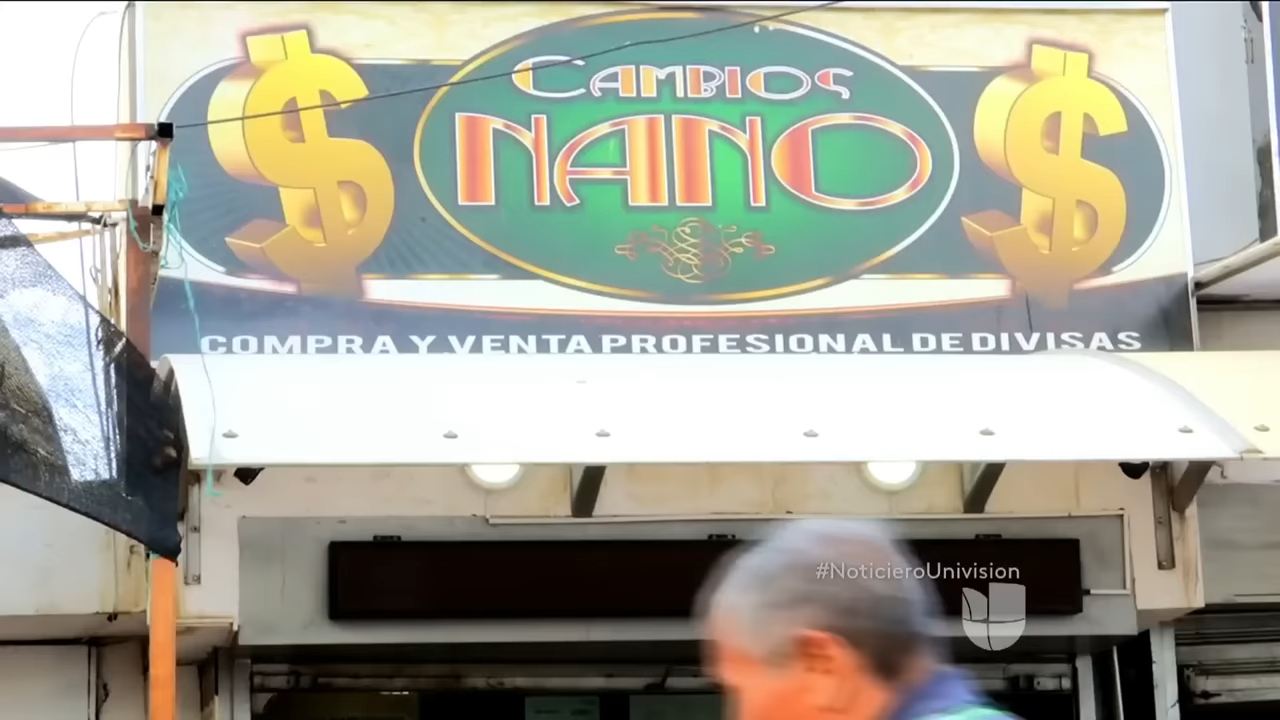 CAMBIOS
NANO
COMPRA Y VENTA PROFESIONAL DE DIVISAS
#NoticieroUnivision